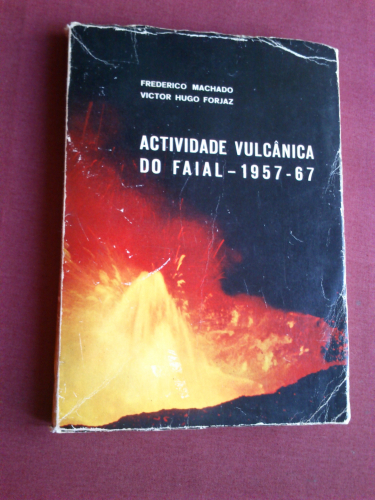 FREDERICO MACHADO
VICTOR HUGO FORJAZ
ACTIVIDADE VULCÂNICA
DO FAIAL – 1957-67